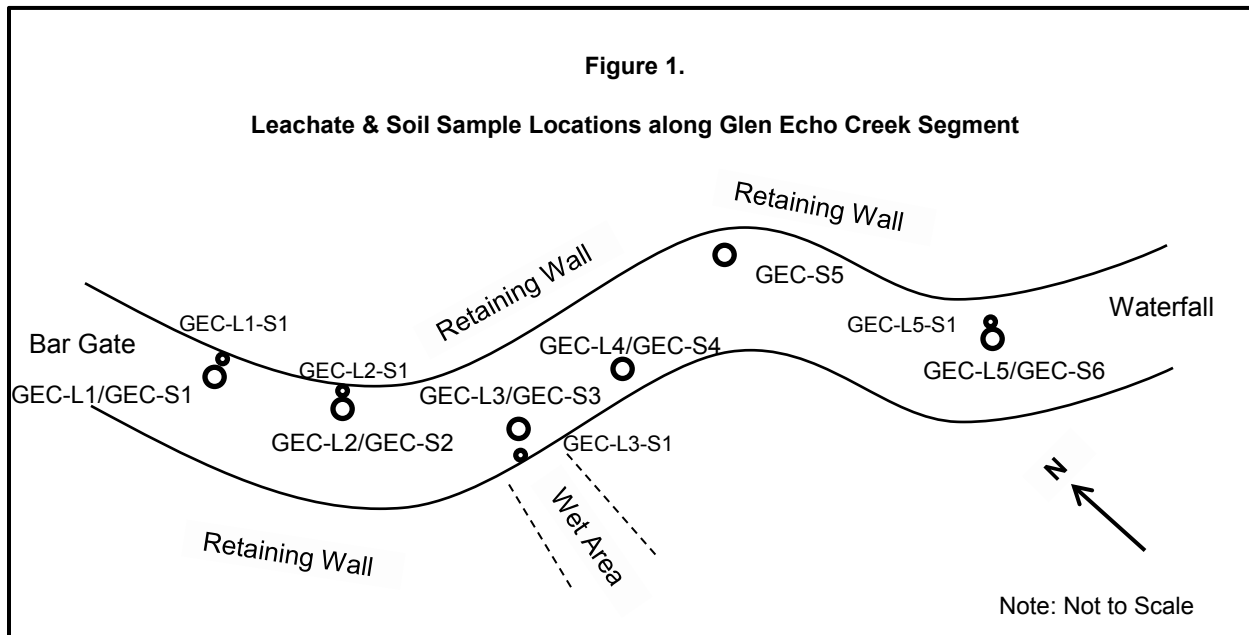 Figure 1.
Leachate & Soil Sample Locations along Glen Echo Creek Segment
Retaining Wall
Retaining Wall
GEC-S5
GEC-L1-S1
Bar Gate
GEC-L1/GEC-S1
GEC-L2-S1
GEC-L2/GEC-S2
GEC-L4/GEC-S4
GEC-L3/GEC-S3
GEC-L3-S1
GEC-L5-S1
Waterfall
GEC-L5/GEC-S6
Wet Area
Retaining Wall
N
Note: Not to Scale